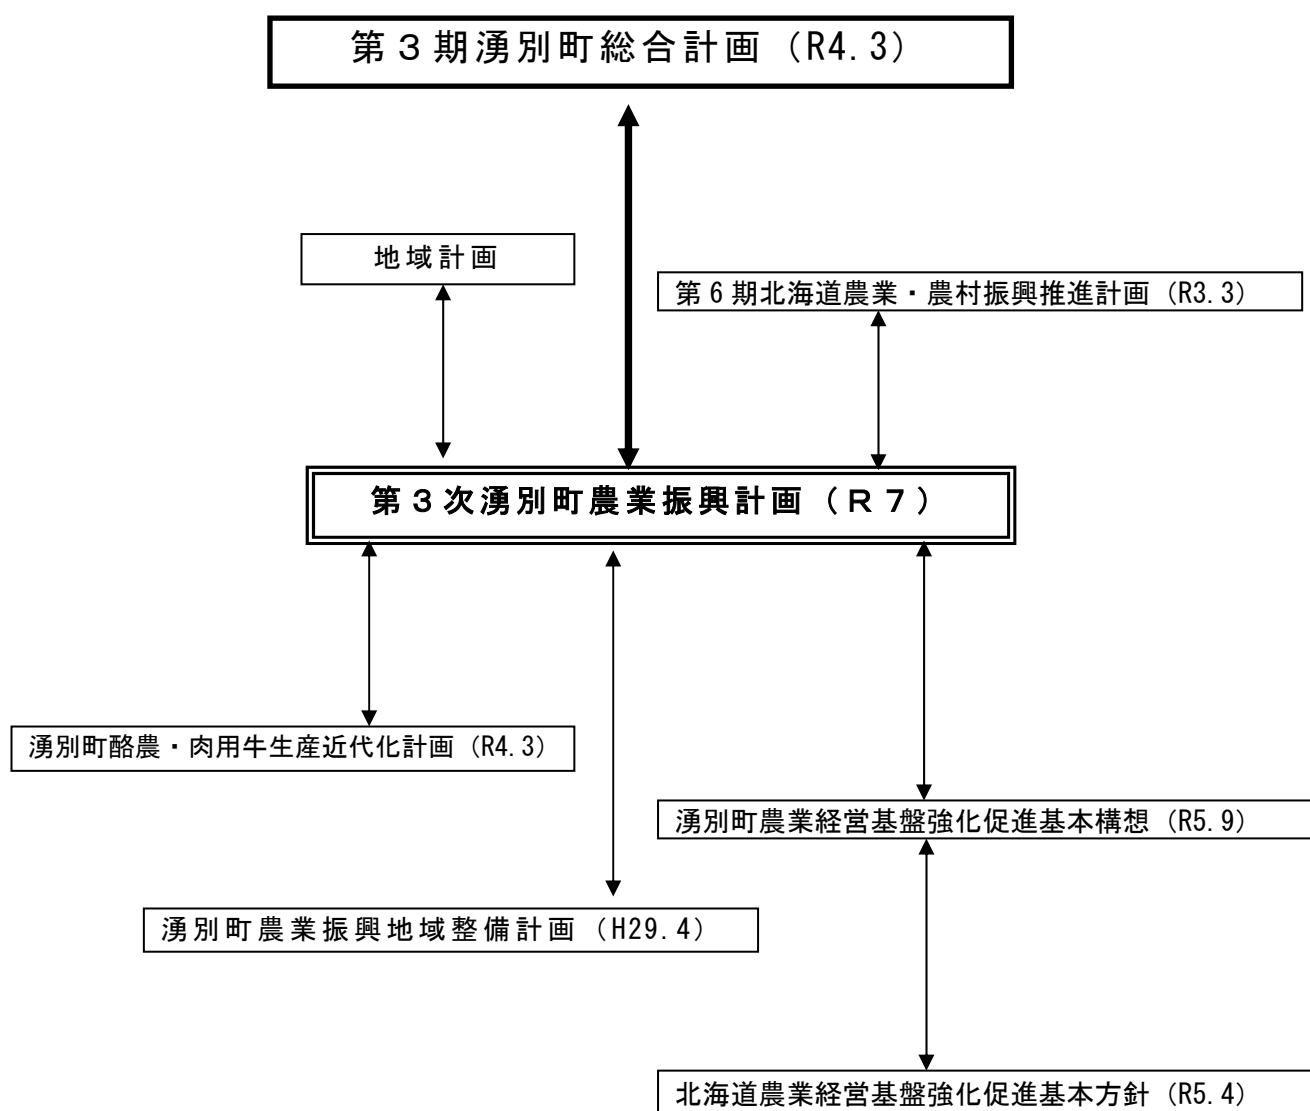 第３期湧別町総合計画（R4.3）
地域計画
第６期北海道農業・農村振興推進計画（R3.3）
第３次湧別町農業振興計画（Ｒ７）
湧別町酪農・肉用牛生産近代化計画（R4.3）
湧別町農業経営基盤強化促進基本構想（R5.9）
湧別町農業振興地域整備計画（H29.4）
北海道農業経営基盤強化促進基本方針（R5.4）